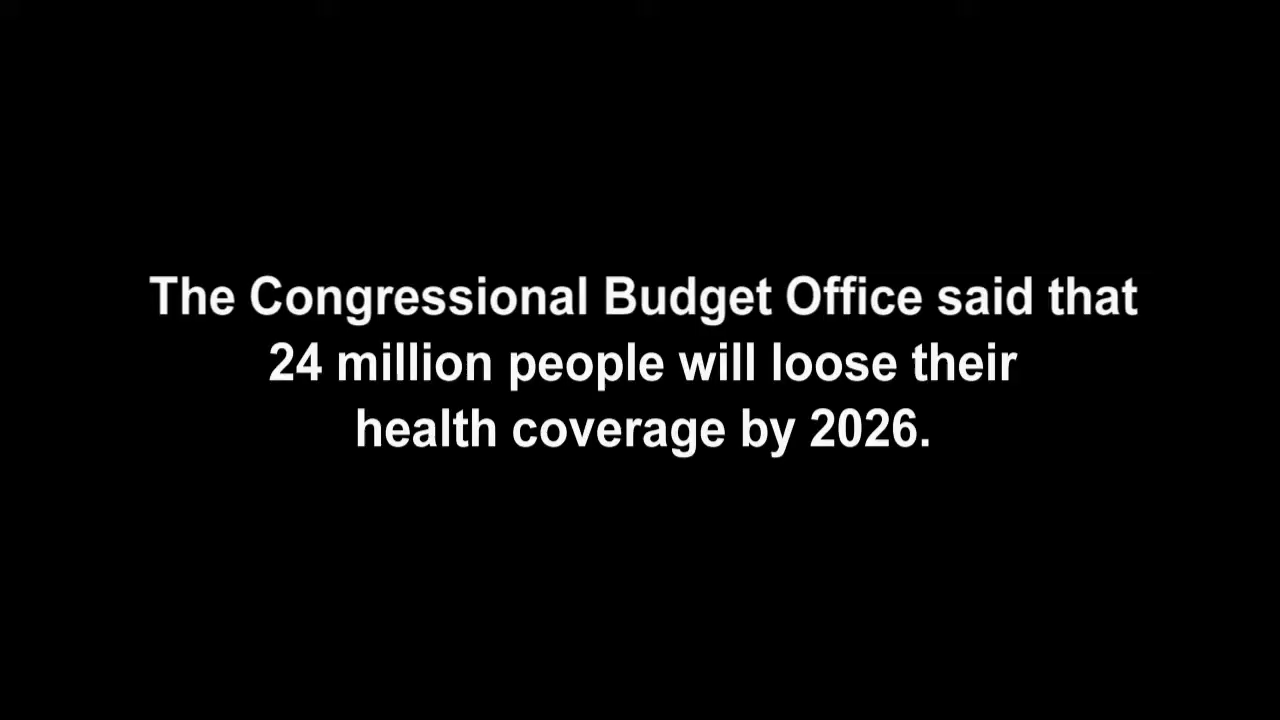 The Congressional Budget Office said that
24 million people will loose their
health coverage by 2026.